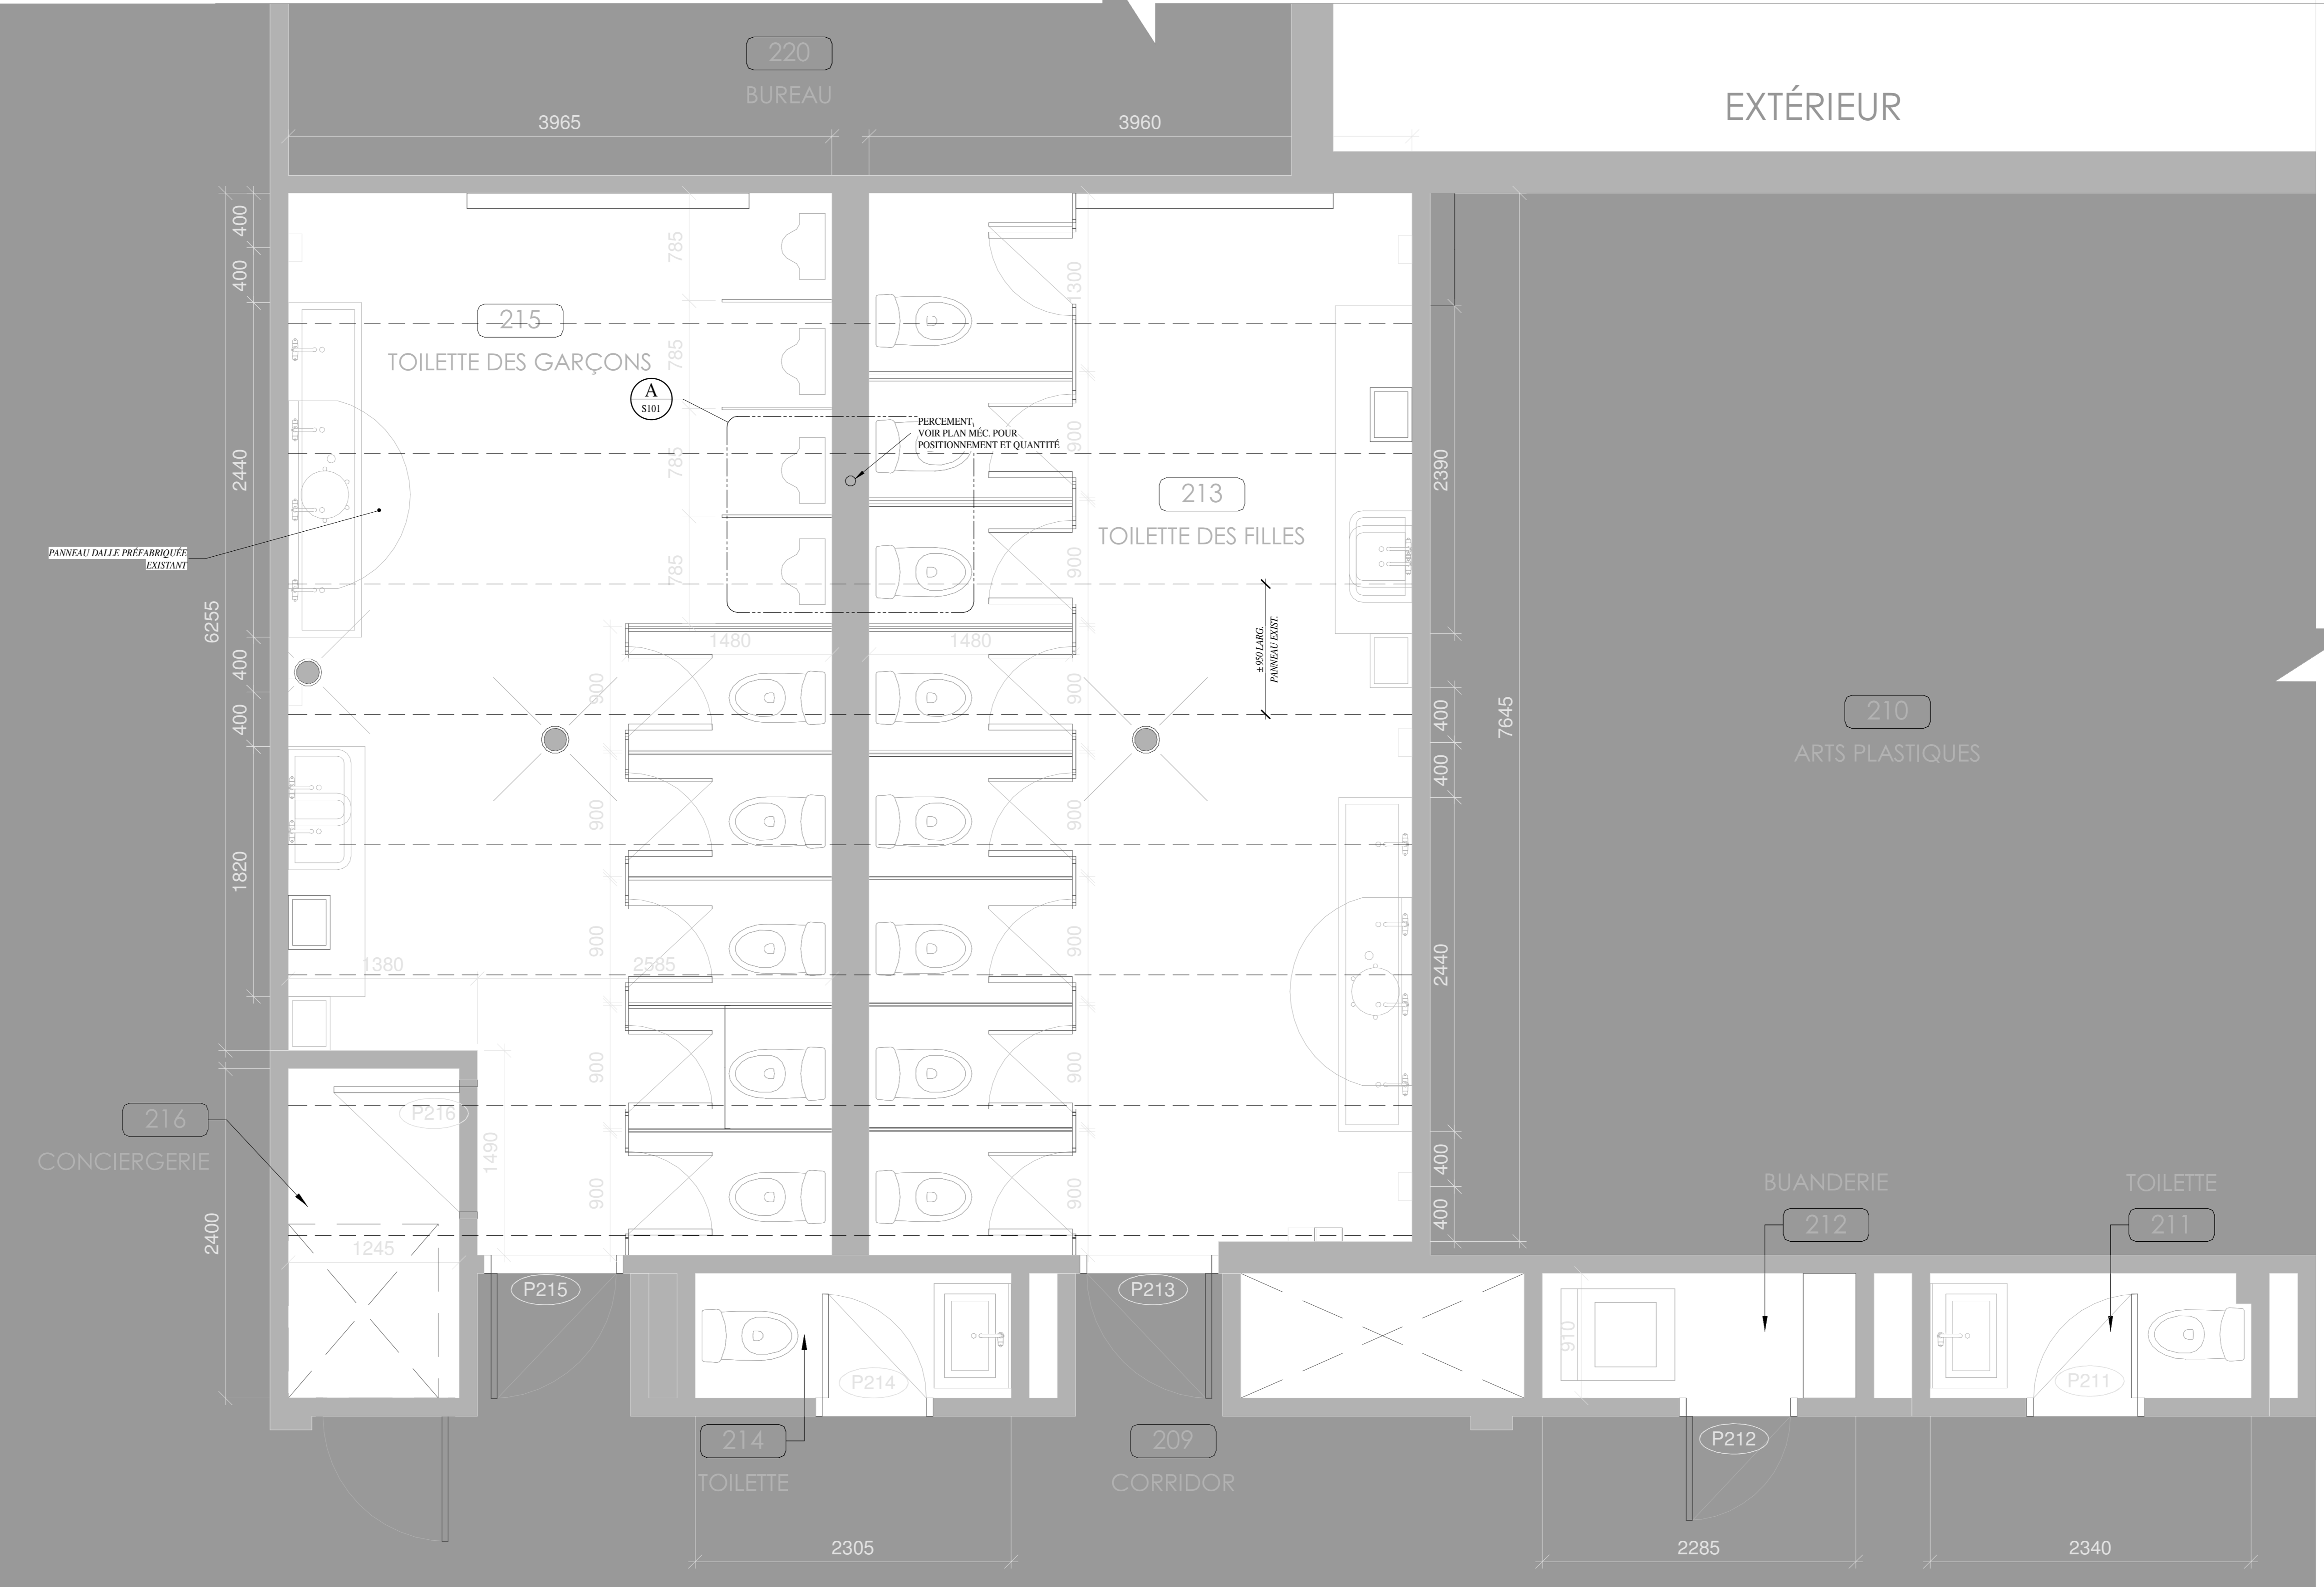 220
BUREAU
3965
3960
EXTÉRIEUR
400
400
2440
6255
400
400
1820
2400
215
TOILETTE DES GARÇONS
A
S101
785
785
785
785
PERCEMENT,
VOIR PLAN MÉC. POUR
POSITIONNEMENT ET QUANTITÉ
PANNEAU DALLE PRÉFABRIQUÉE
EXISTANT
213
TOILETTE DES FILLES
1300
900
900
900
900
900
900
900
1480
1480
± 950 LARG.
PANNEAU EXIST.
900
900
900
900
900
1380
2585
1490
2390
400
400
2440
400
400
7645
210
ARTS PLASTIQUES
216
CONCIERGERIE
P216
1245
P215
P213
P214
214
TOILETTE
209
CORRIDOR
BUANDERIE
212
910
P212
TOILETTE
211
P211
2305
2285
2340